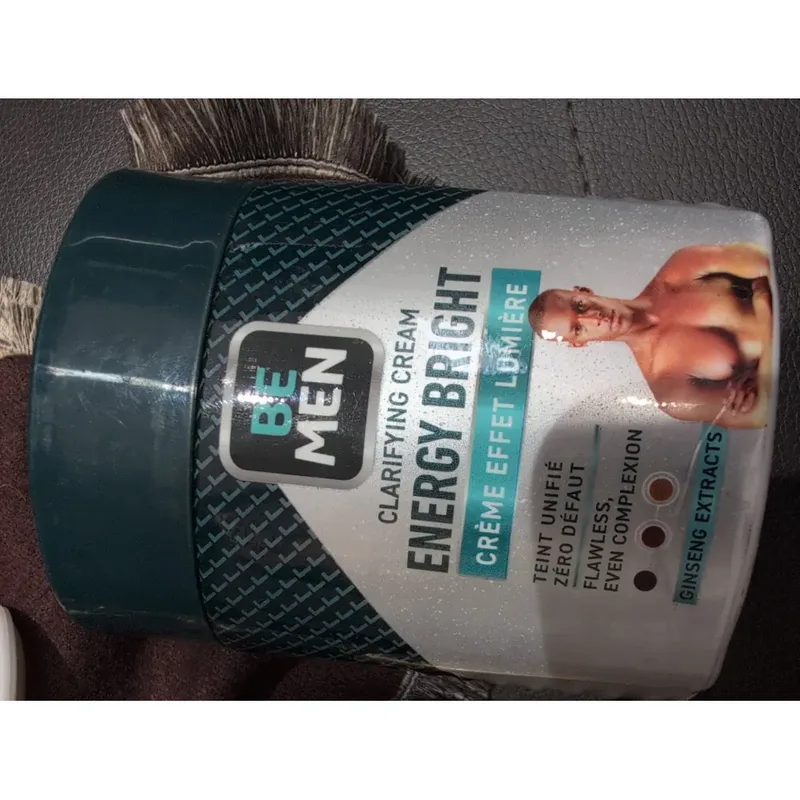 BE
MEN
CLARIFYING CREAM
ENERGY BRIGHT
CRÈME EFFET LUMIÈRE
TEINT UNIFIÉ
ZÉRO DÉFAUT
FLAWLESS,
EVEN COMPLEXION
GINSENG EXTRACTS